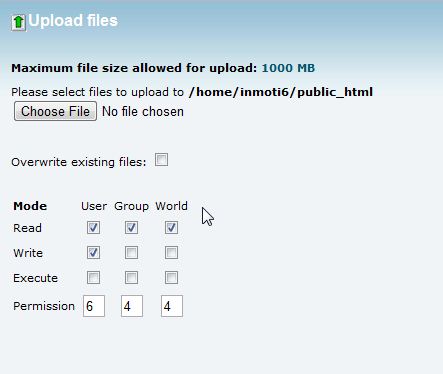 Upload files
Maximum file size allowed for upload: 1000 MB
Please select files to upload to /home/inmoti6/public_html
Choose File No file chosen
Overwrite existing files:
Mode User Group World
Read
Write
Execute
Permission 6 4 4